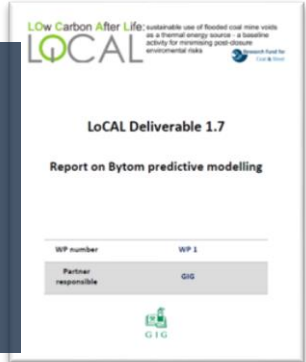 LOw Carbon After Life: sustainable use of flooded coal mine voids
as a thermal energy source - a baseline
activity for minimising post-closure
enviromental risks
LOCAL
Research Fund for
Coal & Steel
LoCAL Deliverable 1.7
Report on Bytom predictive modelling
WP number WP 1
Partner
responsible GIG
GIG